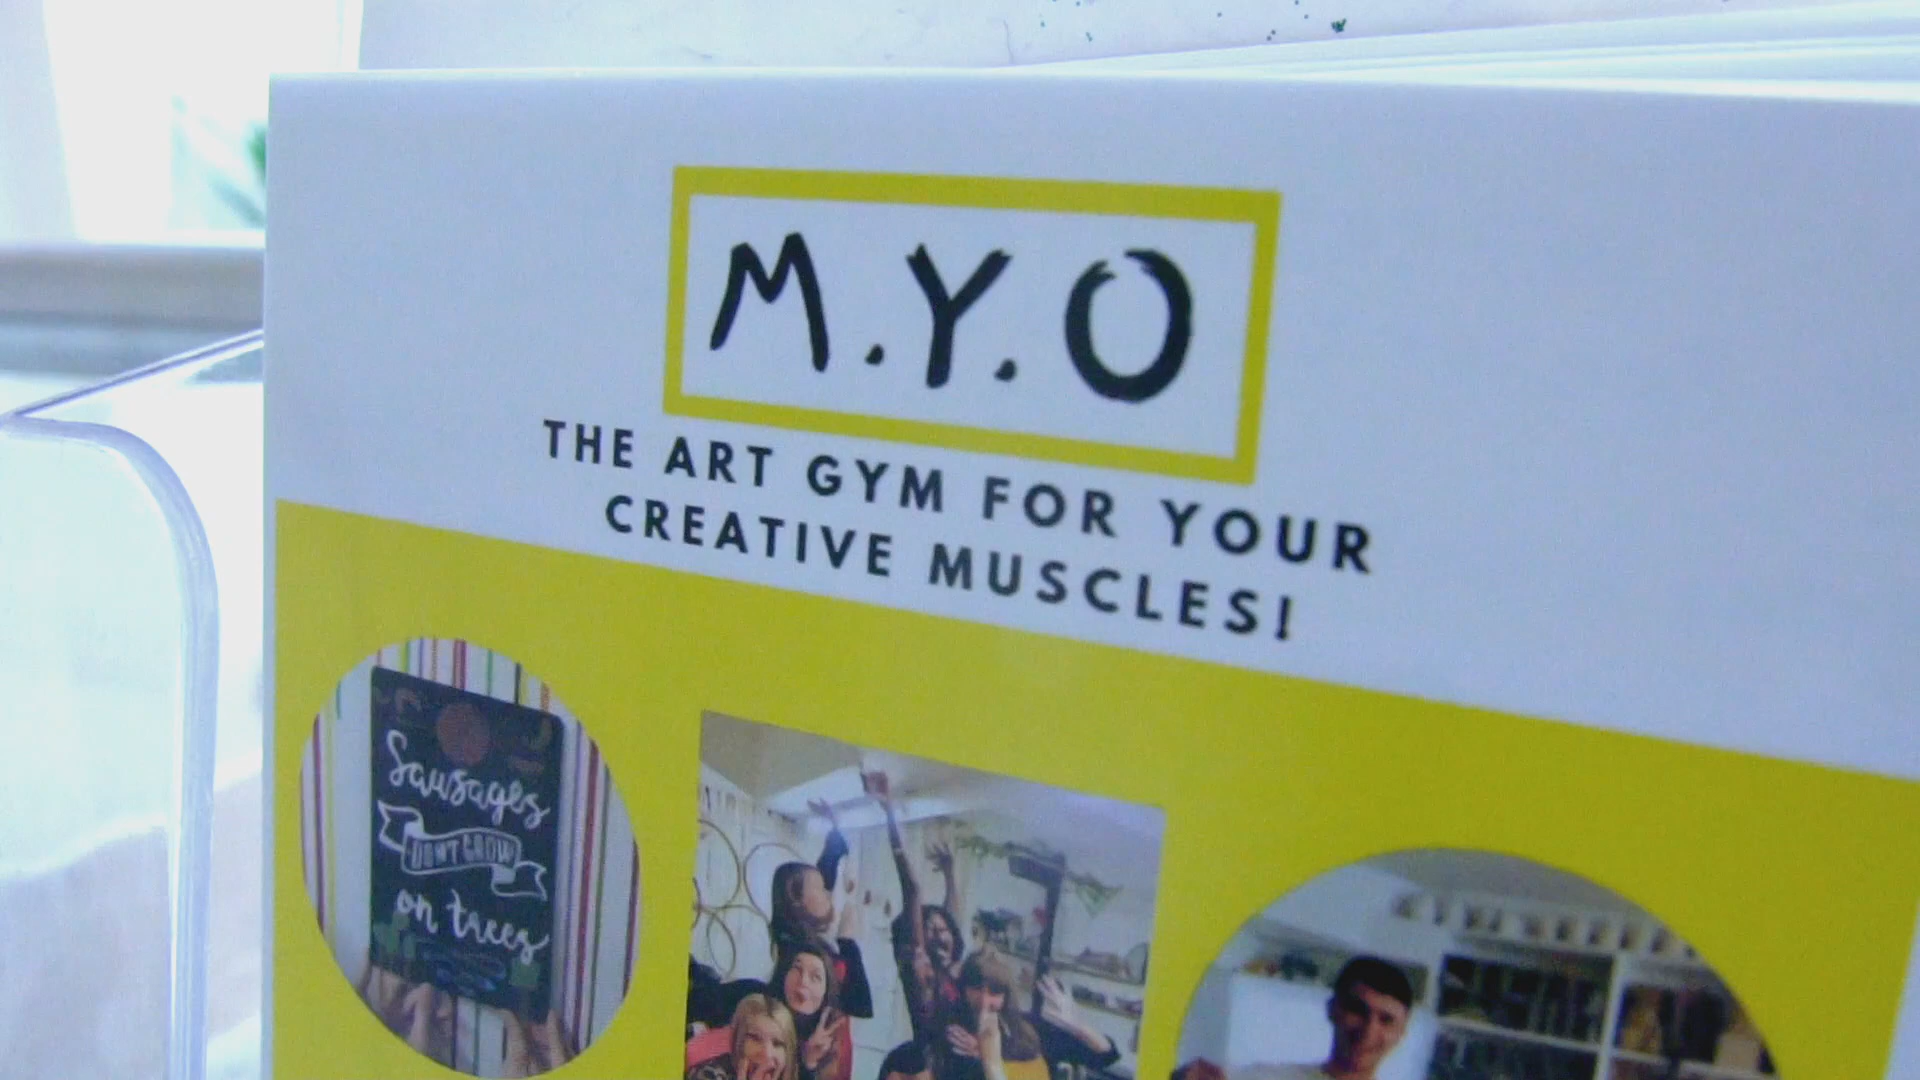 M.Y.O
THE ART GYM FOR YOUR
CREATIVE MUSCLES!
Sausages
DON'T GROW
on trees